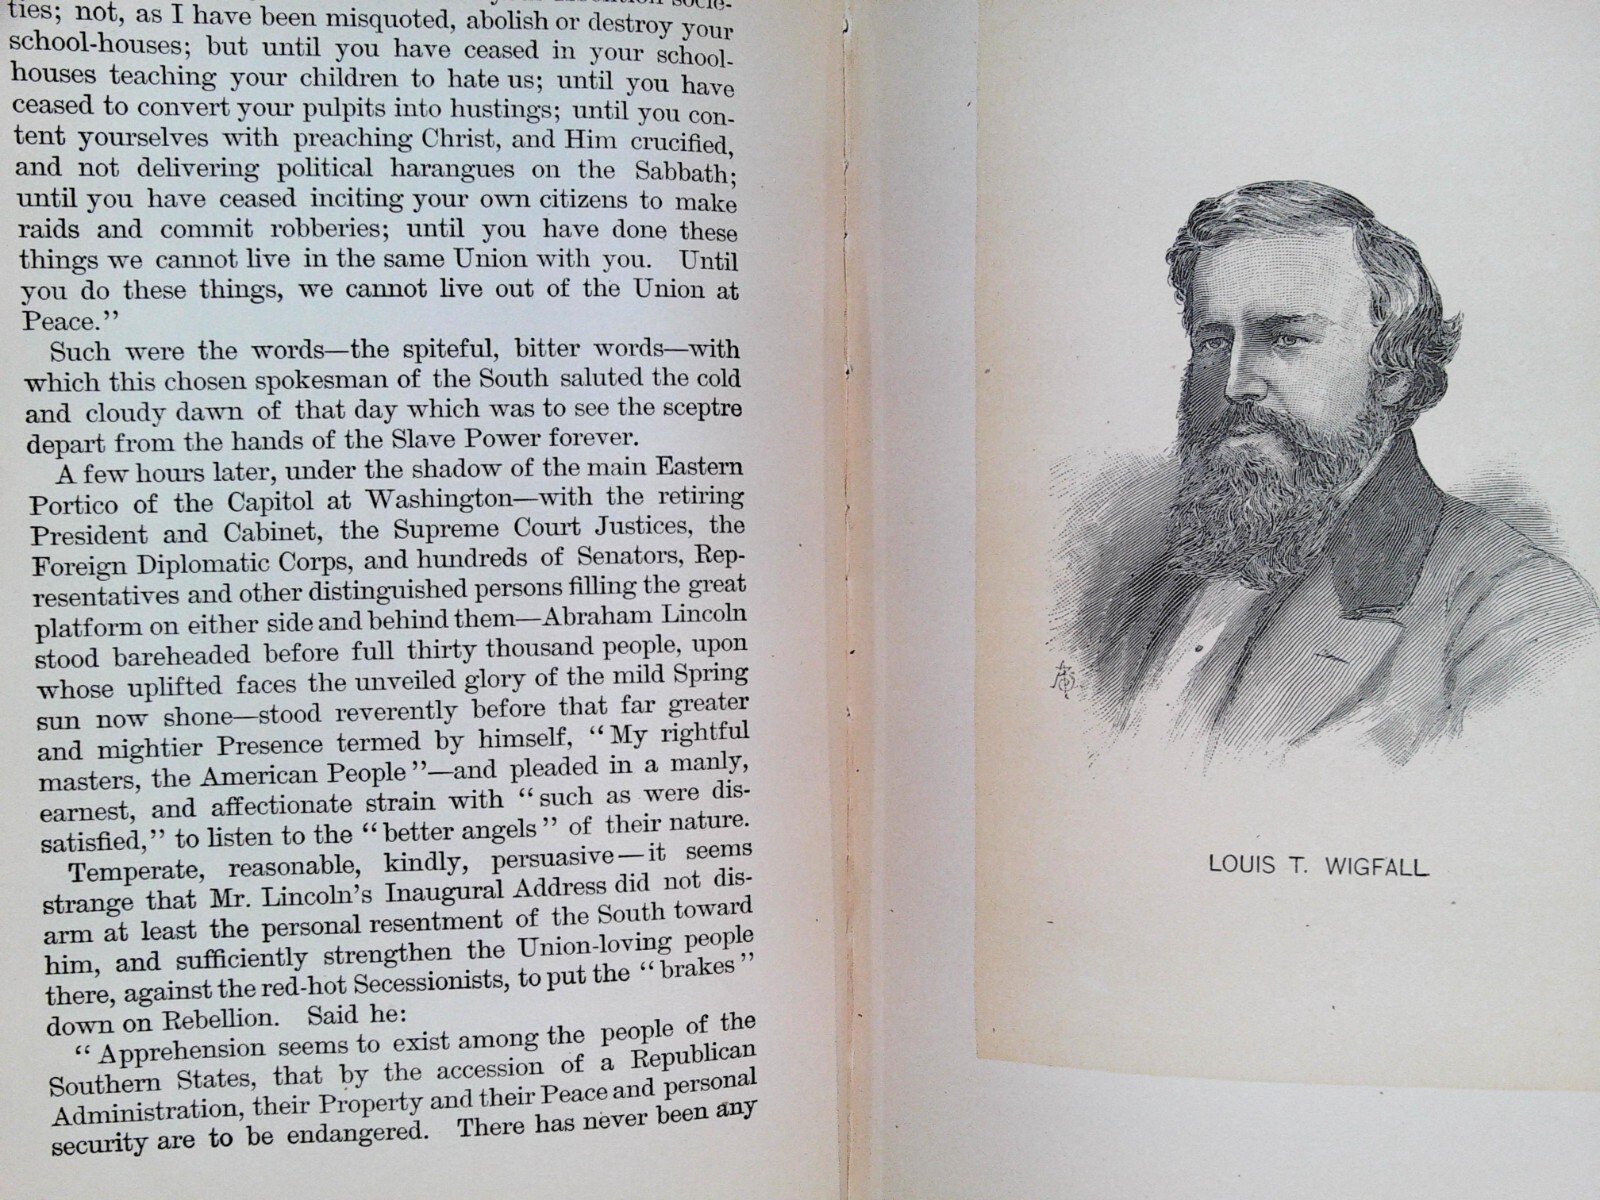 ties; not, as I have been misquoted, abolish or destroy your
school-houses; but until you have ceased in your school-
houses teaching your children to hate us; until you have
ceased to convert your pulpits into hustings; until you con-
tent yourselves with preaching Christ, and Him crucified,
and not delivering political harangues on the Sabbath;
until you have ceased inciting your own citizens to make
raids and commit robberies; until you have done these
things we cannot live in the same Union with you. Until
you do these things, we cannot live out of the Union at
Peace."
Such were the words—the spiteful, bitter words—with
which this chosen spokesman of the South saluted the cold
and cloudy dawn of that day which was to see the sceptre
depart from the hands of the Slave Power forever.
A few hours later, under the shadow of the main Eastern
Portico of the Capitol at Washington—with the retiring
President and Cabinet, the Supreme Court Justices, the
Foreign Diplomatic Corps, and hundreds of Senators, Rep-
resentatives and other distinguished persons filling the great
platform on either side and behind them—Abraham Lincoln
stood bareheaded before full thirty thousand people, upon
whose uplifted faces the unveiled glory of the mild Spring
sun now shone—stood reverently before that far greater
and mightier Presence termed by himself, "My rightful
masters, the American People"—and pleaded in a manly,
earnest, and affectionate strain with "such as were dis-
satisfied," to listen to the "better angels" of their nature.
Temperate, reasonable, kindly, persuasive—it seems
strange that Mr. Lincoln's Inaugural Address did not dis-
arm at least the personal resentment of the South toward
him, and sufficiently strengthen the Union-loving people
there, against the red-hot Secessionists, to put the "brakes"
down on Rebellion. Said he:
"Apprehension seems to exist among the people of the
Southern States, that by the accession of a Republican
Administration, their Property and their Peace and personal
security are to be endangered. There has never been any
LOUIS T. WIGFALL